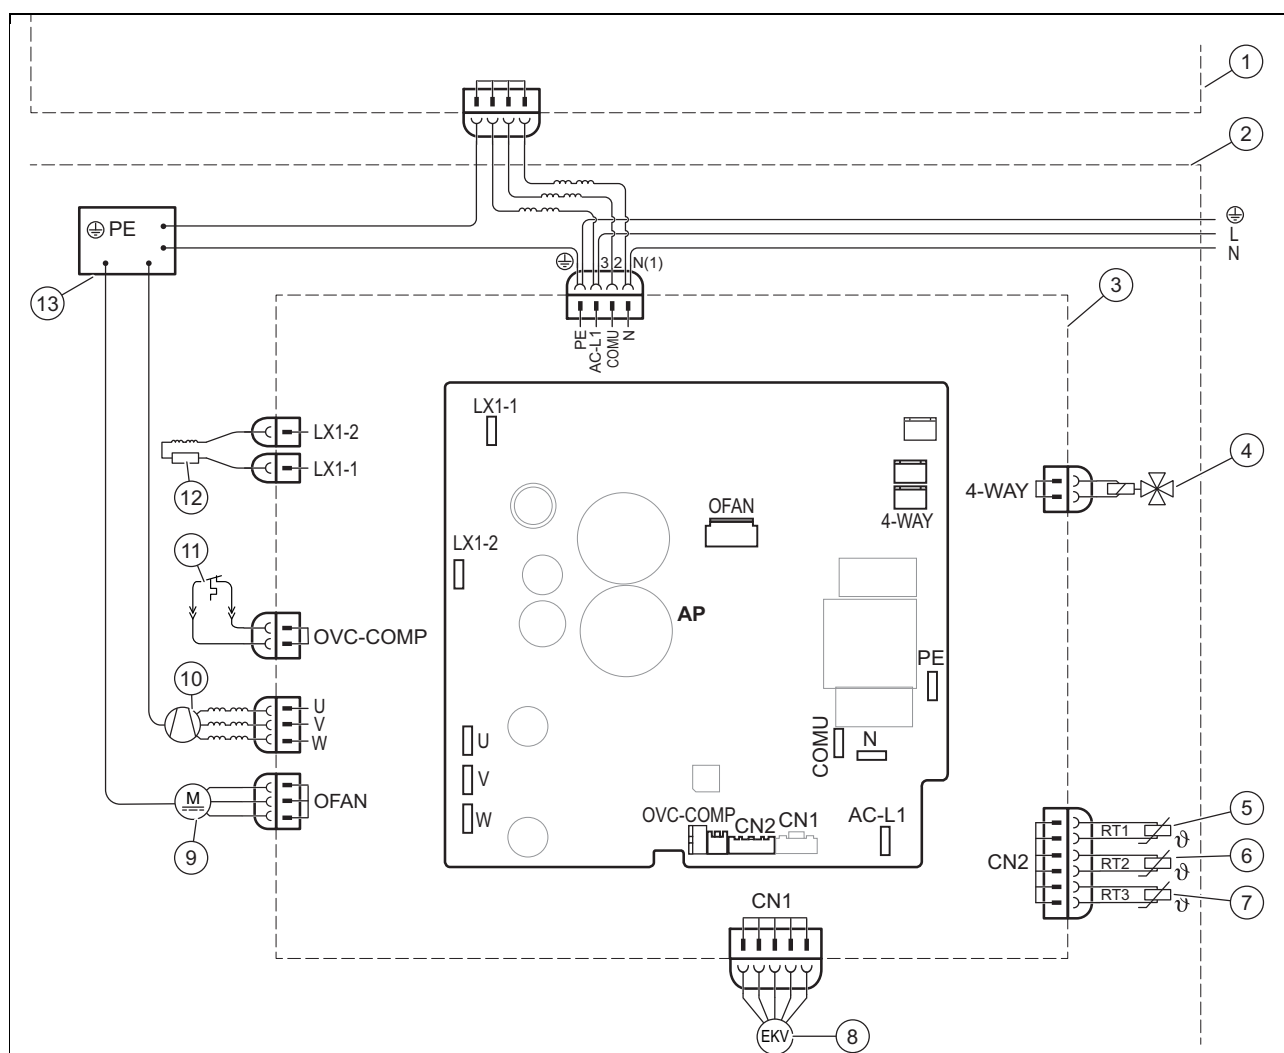 1
2
PE
L
N
3 2 N(1)
13
3
PE
AC-L1
COMU
N
LX1-1
LX1-2
LX1-1
12
4-WAY
4
OFAN
4-WAY
11
LX1-2
AP
OVC-COMP
PE
10
U
V
W
COMU
N
U
V
W
M
OFAN
9
OVC-COMP
CN2
CN1
AC-L1
CN2
RT1
ϑ
5
RT2
ϑ
6
RT3
ϑ
7
CN1
EKV
8